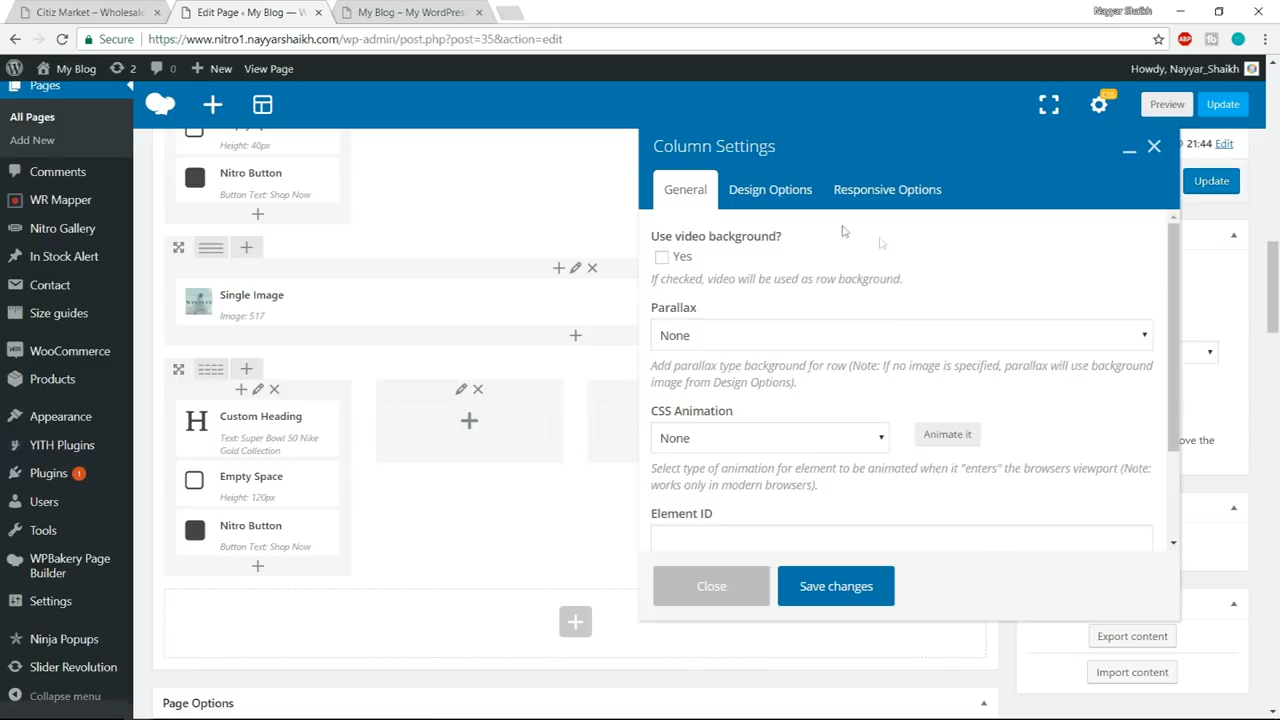 Citiz Market – Wholesale
Edit Page ‹ My Blog — W
My Blog – My WordPress
Nayyar Shaikh
Secure
https://www.nitro1.nayyarshaikh.com/wp-admin/post.php?post=35&action=edit
My Blog
2
0
New
View Page
Howdy, Nayyar_Shaikh
Pages
All Pages
Add New
Comments
WR Mapper
Nitro Gallery
In Stock Alert
Contact
Size guides
WooCommerce
Products
Appearance
YITH Plugins
Plugins 1
Users
Tools
WPBakery Page
Builder
Settings
Ninja Popups
Slider Revolution
Collapse menu
CSS
Preview
Update
Height: 40px
Nitro Button
Button Text: Shop Now
Single Image
Image: 517
H
Custom Heading
Text: Super Bowl 50 Nike
Gold Collection
Empty Space
Height: 120px
Nitro Button
Button Text: Shop Now
Page Options
Column Settings
General
Design Options
Responsive Options
Use video background?
Yes
If checked, video will be used as row background.
Parallax
None
Add parallax type background for row (Note: If no image is specified, parallax will use background
image from Design Options).
CSS Animation
None
Animate it
Select type of animation for element to be animated when it "enters" the browsers viewport (Note:
works only in modern browsers).
Element ID
Close
Save changes
21:44 Edit
Update
ove the
Export content
Import content